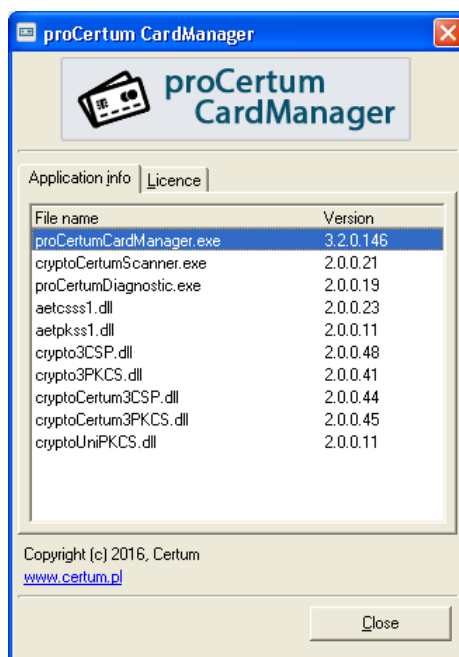 proCertum CardManager
proCertum
CardManager
Application info Licence
File name Version
proCertumCardManager.exe 3.2.0.146
cryptoCertumScanner.exe 2.0.0.21
proCertumDiagnostic.exe 2.0.0.19
aetcsss1.dll 2.0.0.23
aetpkss1.dll 2.0.0.11
crypto3CSP.dll 2.0.0.48
crypto3PKCS.dll 2.0.0.41
cryptoCertum3CSP.dll 2.0.0.44
cryptoCertum3PKCS.dll 2.0.0.45
cryptoUniPKCS.dll 2.0.0.11
Copyright (c) 2016, Certum
www.certum.pl
Close